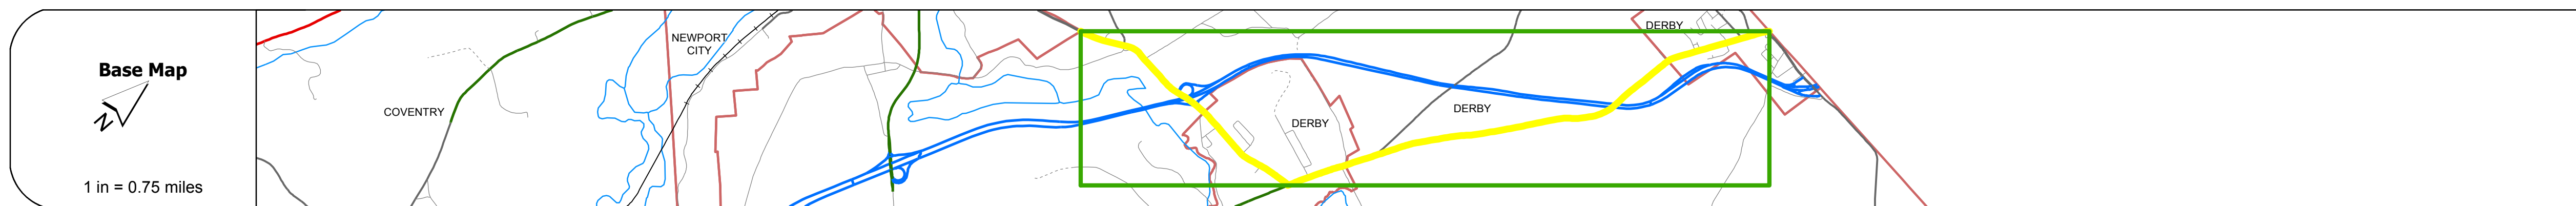 Base Map
N
1 in = 0.75 miles
COVENTRY
NEWPORT
CITY
DERBY
DERBY
DERBY